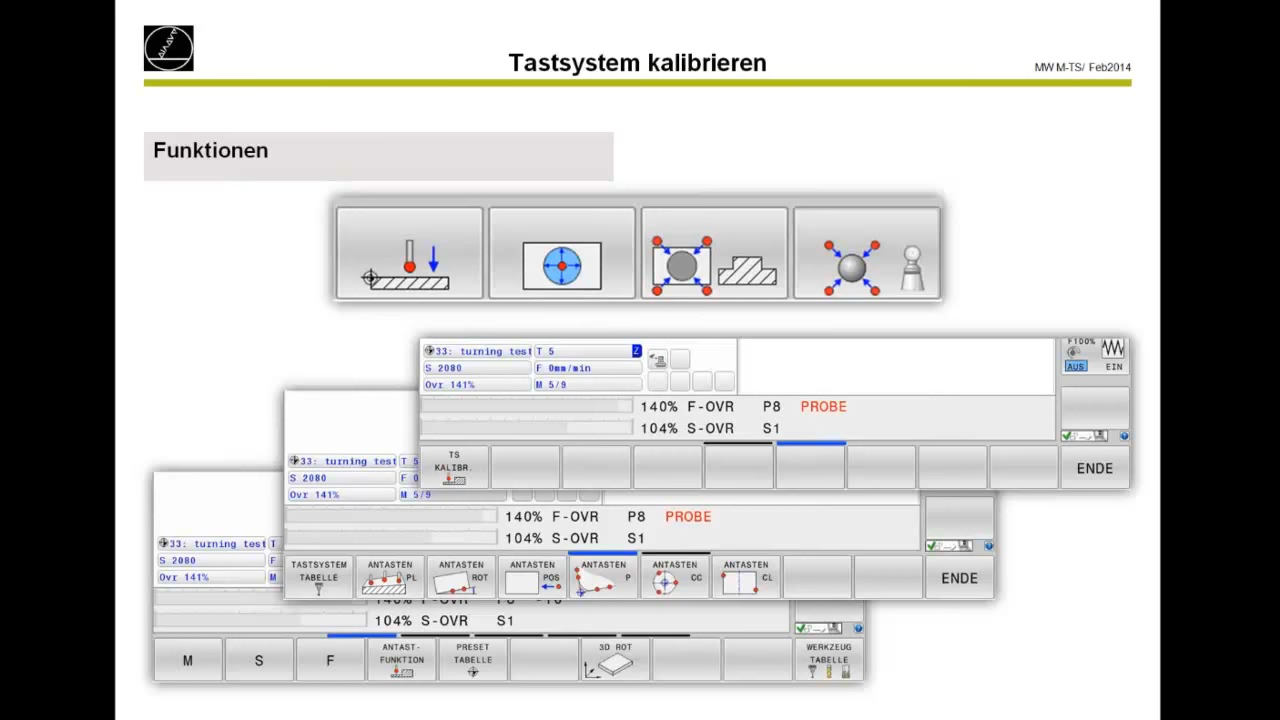 Tastsystem kalibrieren
MW M-TS/ Feb2014
Funktionen
33: turning test T 5 Z
S 2080 F 0mm/min
Ovr 141% M 5/9
F100%
AUS EIN
140% F-OVR P8 PROBE
104% S-OVR S1
TS
KALIBR.
ENDE
33: turning test T 5
S 2080 F 0
Ovr 141% M 5/9
140% F-OVR P8 PROBE
104% S-OVR S1
TASTSYSTEM
TABELLE
ANTASTEN
PL
ANTASTEN
ROT
ANTASTEN
POS
ANTASTEN
P
ANTASTEN
CC
ANTASTEN
CL
ENDE
33: turning test T
S 2080 F
Ovr 141% M
104% S-OVR S1
M
S
F
ANTAST-
FUNKTION
PRESET
TABELLE
3D ROT
WERKZEUG
TABELLE